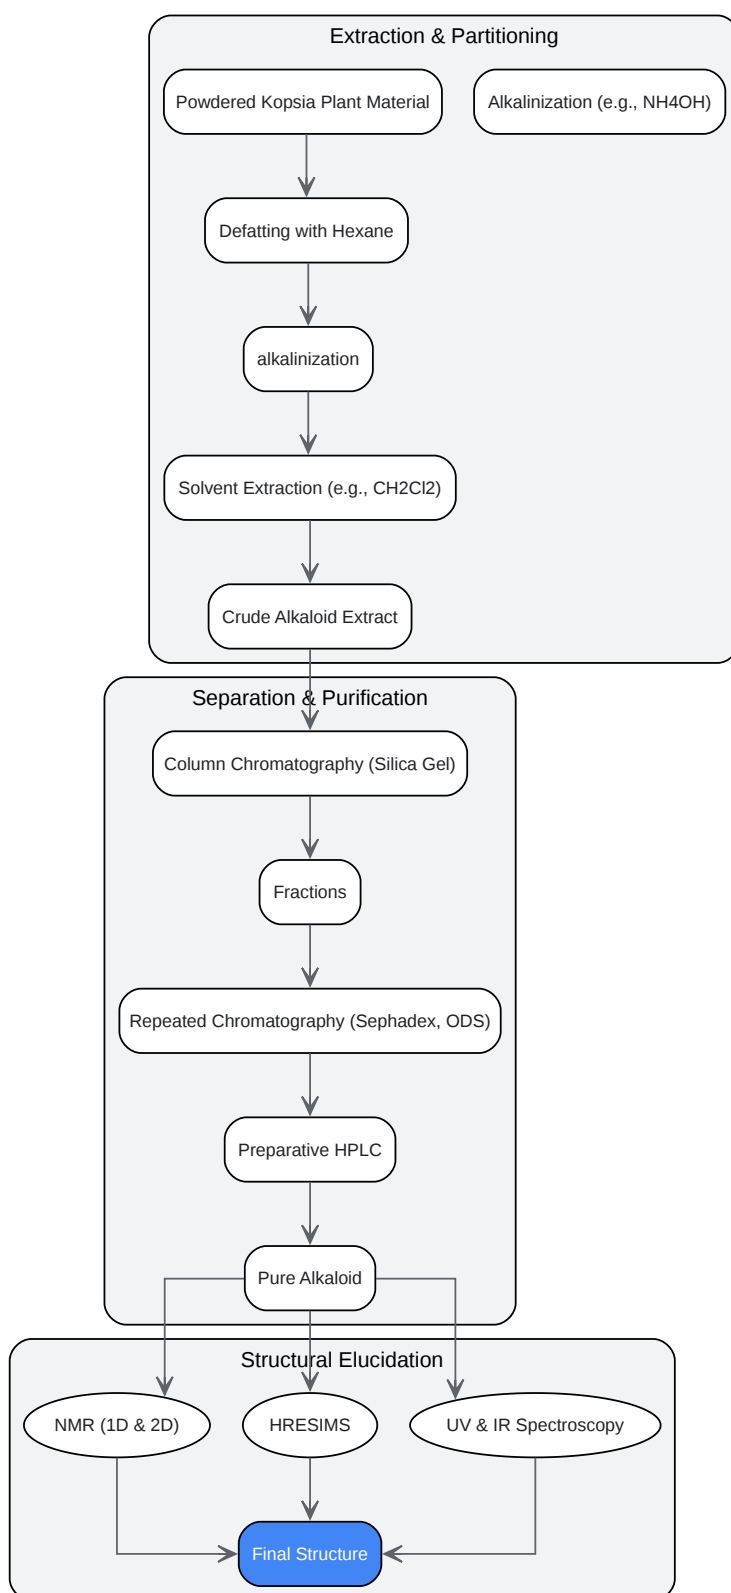 Extraction & Partitioning
Powdered Kopsia Plant Material
Alkalinization (e.g., NH4OH)
Defatting with Hexane
alkalinization
Solvent Extraction (e.g., CH2Cl2)
Crude Alkaloid Extract
Separation & Purification
Column Chromatography (Silica Gel)
Fractions
Repeated Chromatography (Sephadex, ODS)
Preparative HPLC
Pure Alkaloid
Structural Elucidation
NMR (1D & 2D)
HRESIMS
UV & IR Spectroscopy
Final Structure